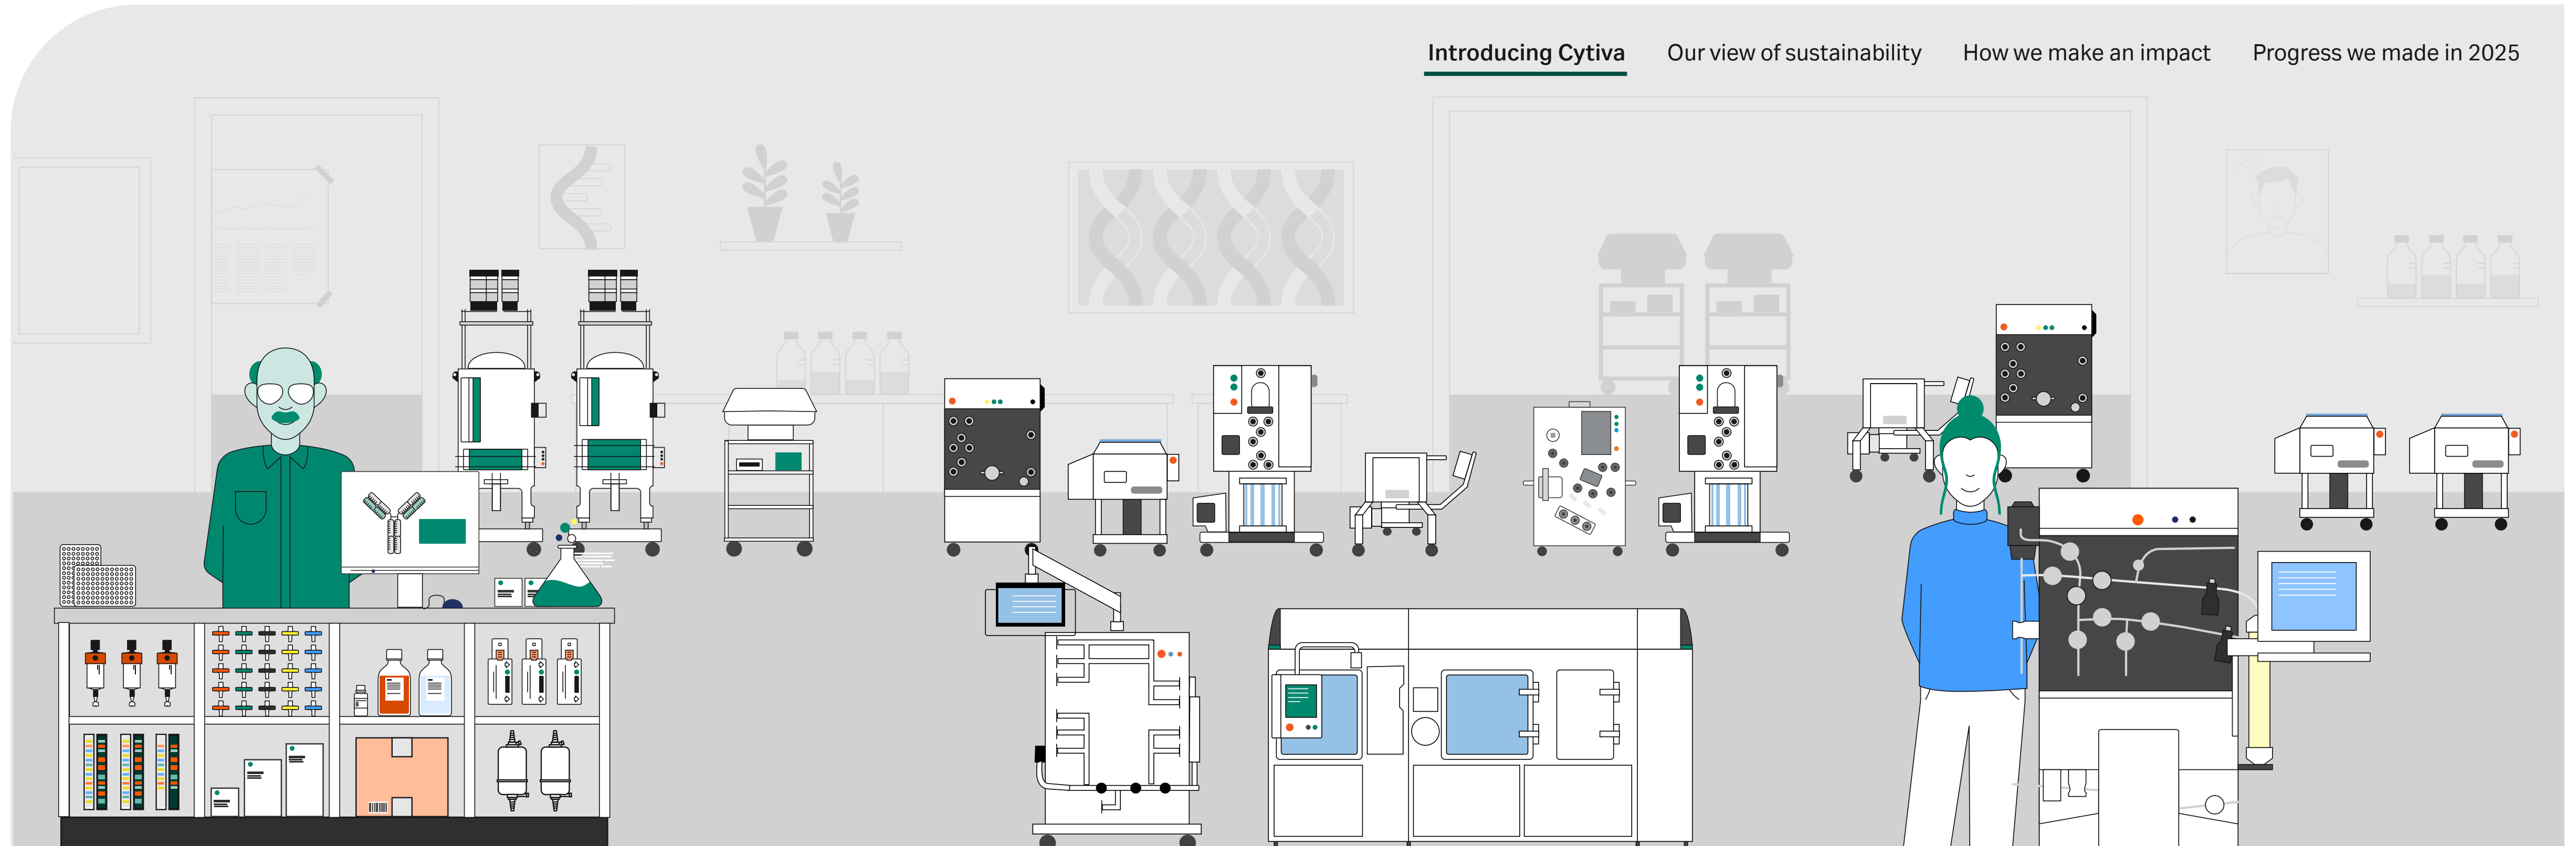 Introducing Cytiva
Our view of sustainability
How we make an impact
Progress we made in 2025